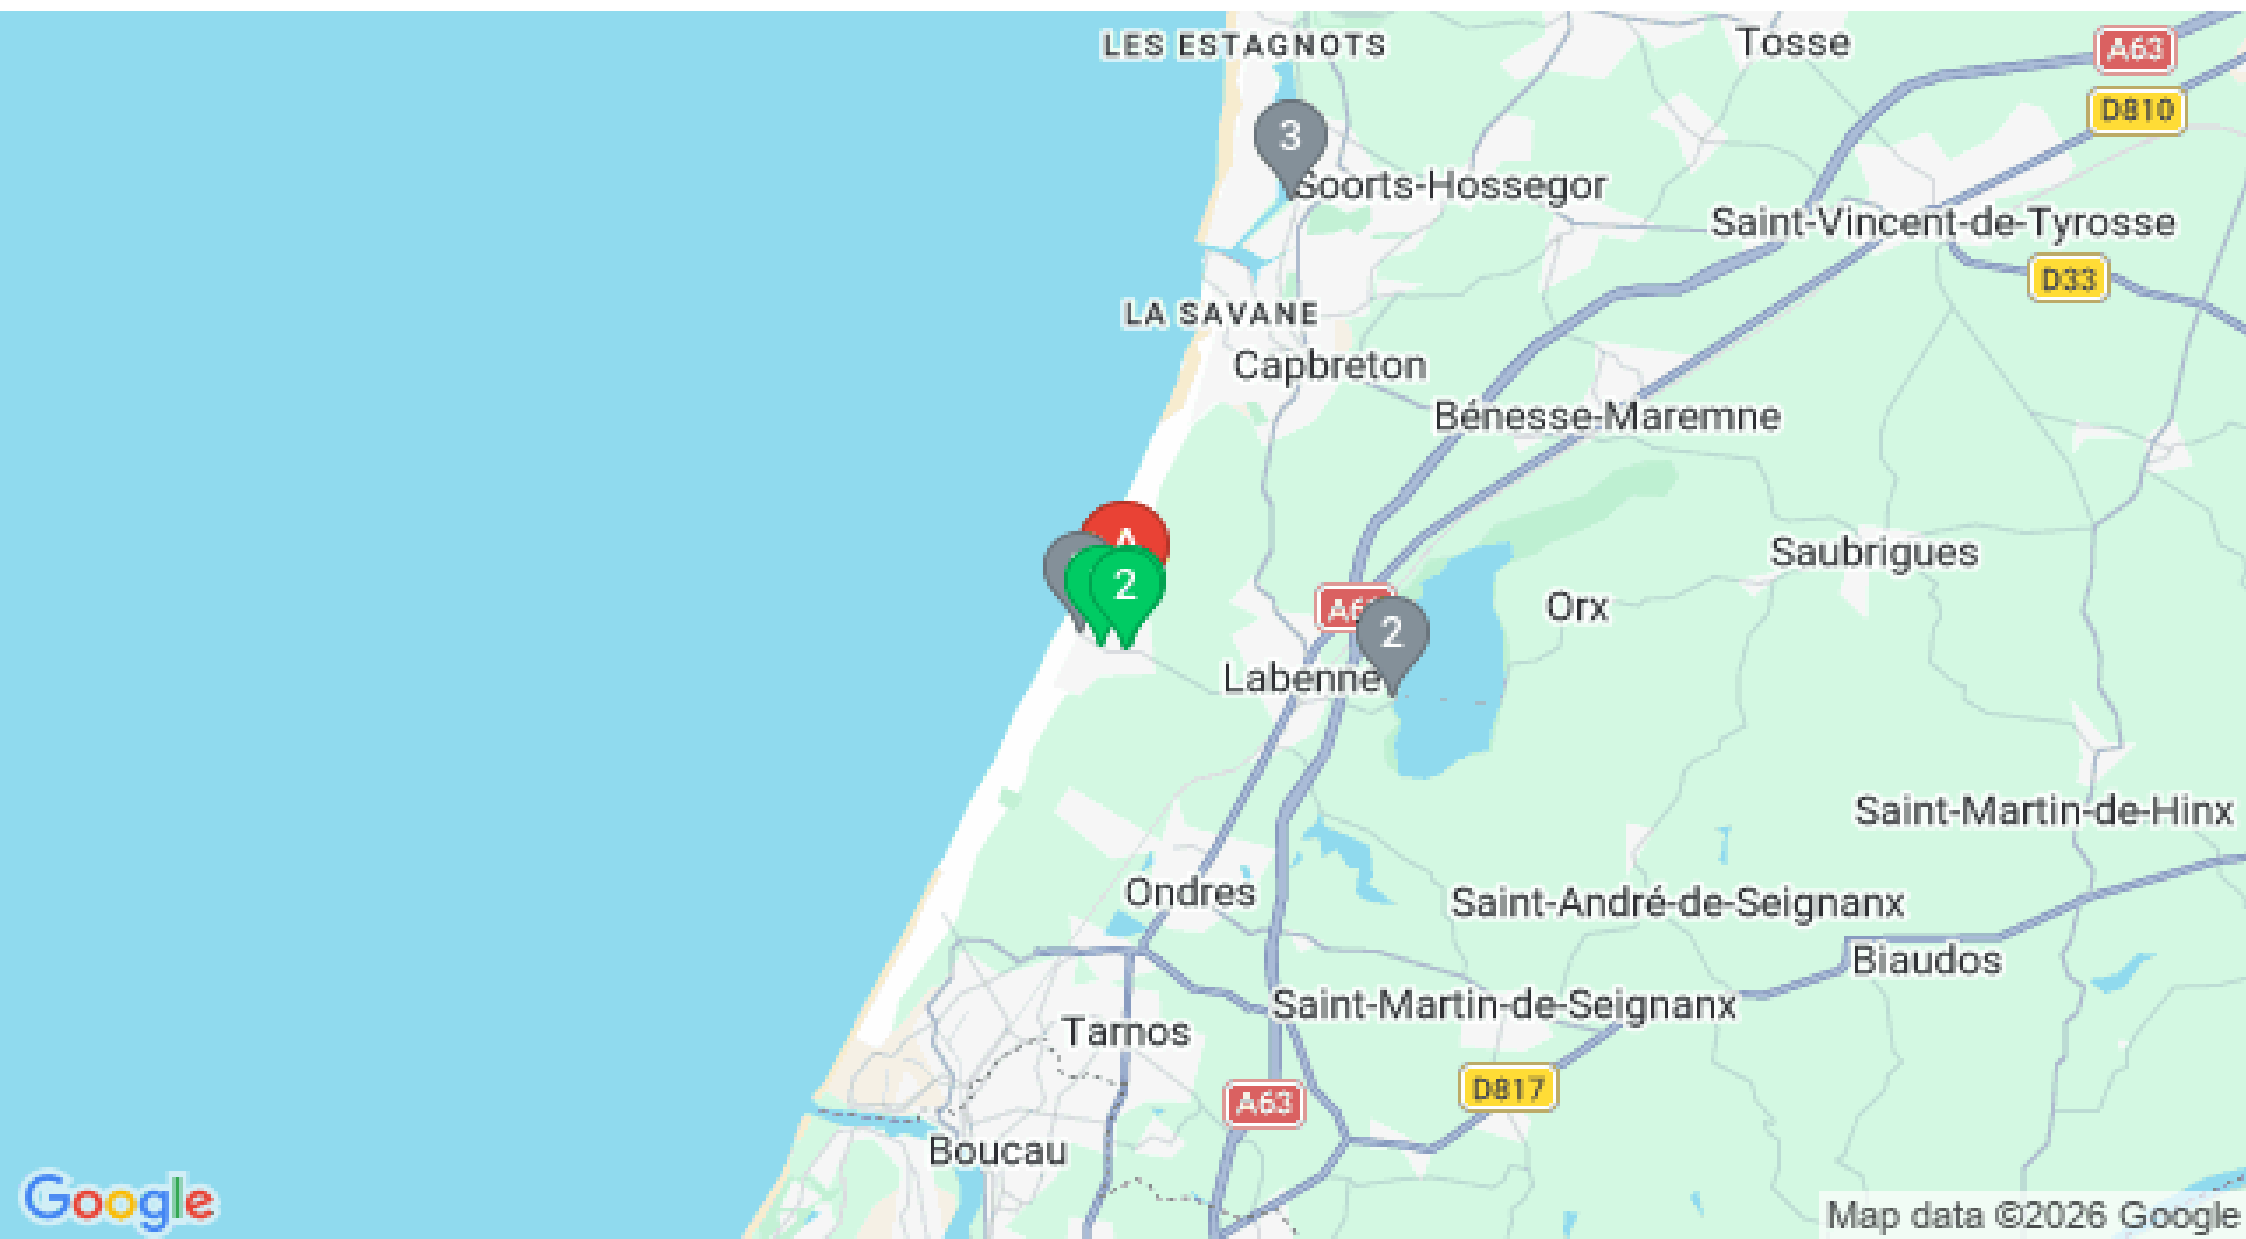 LES ESTAGNOTS
Tosse
A63
D810
3
Soorts-Hossegor
Saint-Vincent-de-Tyrosse
D33
LA SAVANE
Capbreton
Bénesse-Maremne
A
2
Saubrigues
Orx
2
Labenne
Saint-Martin-de-Hinx
Ondres
Saint-André-de-Seignanx
Biaudos
Saint-Martin-de-Seignanx
Tarnos
D817
A63
Boucau
Google
Map data ©2026 Google